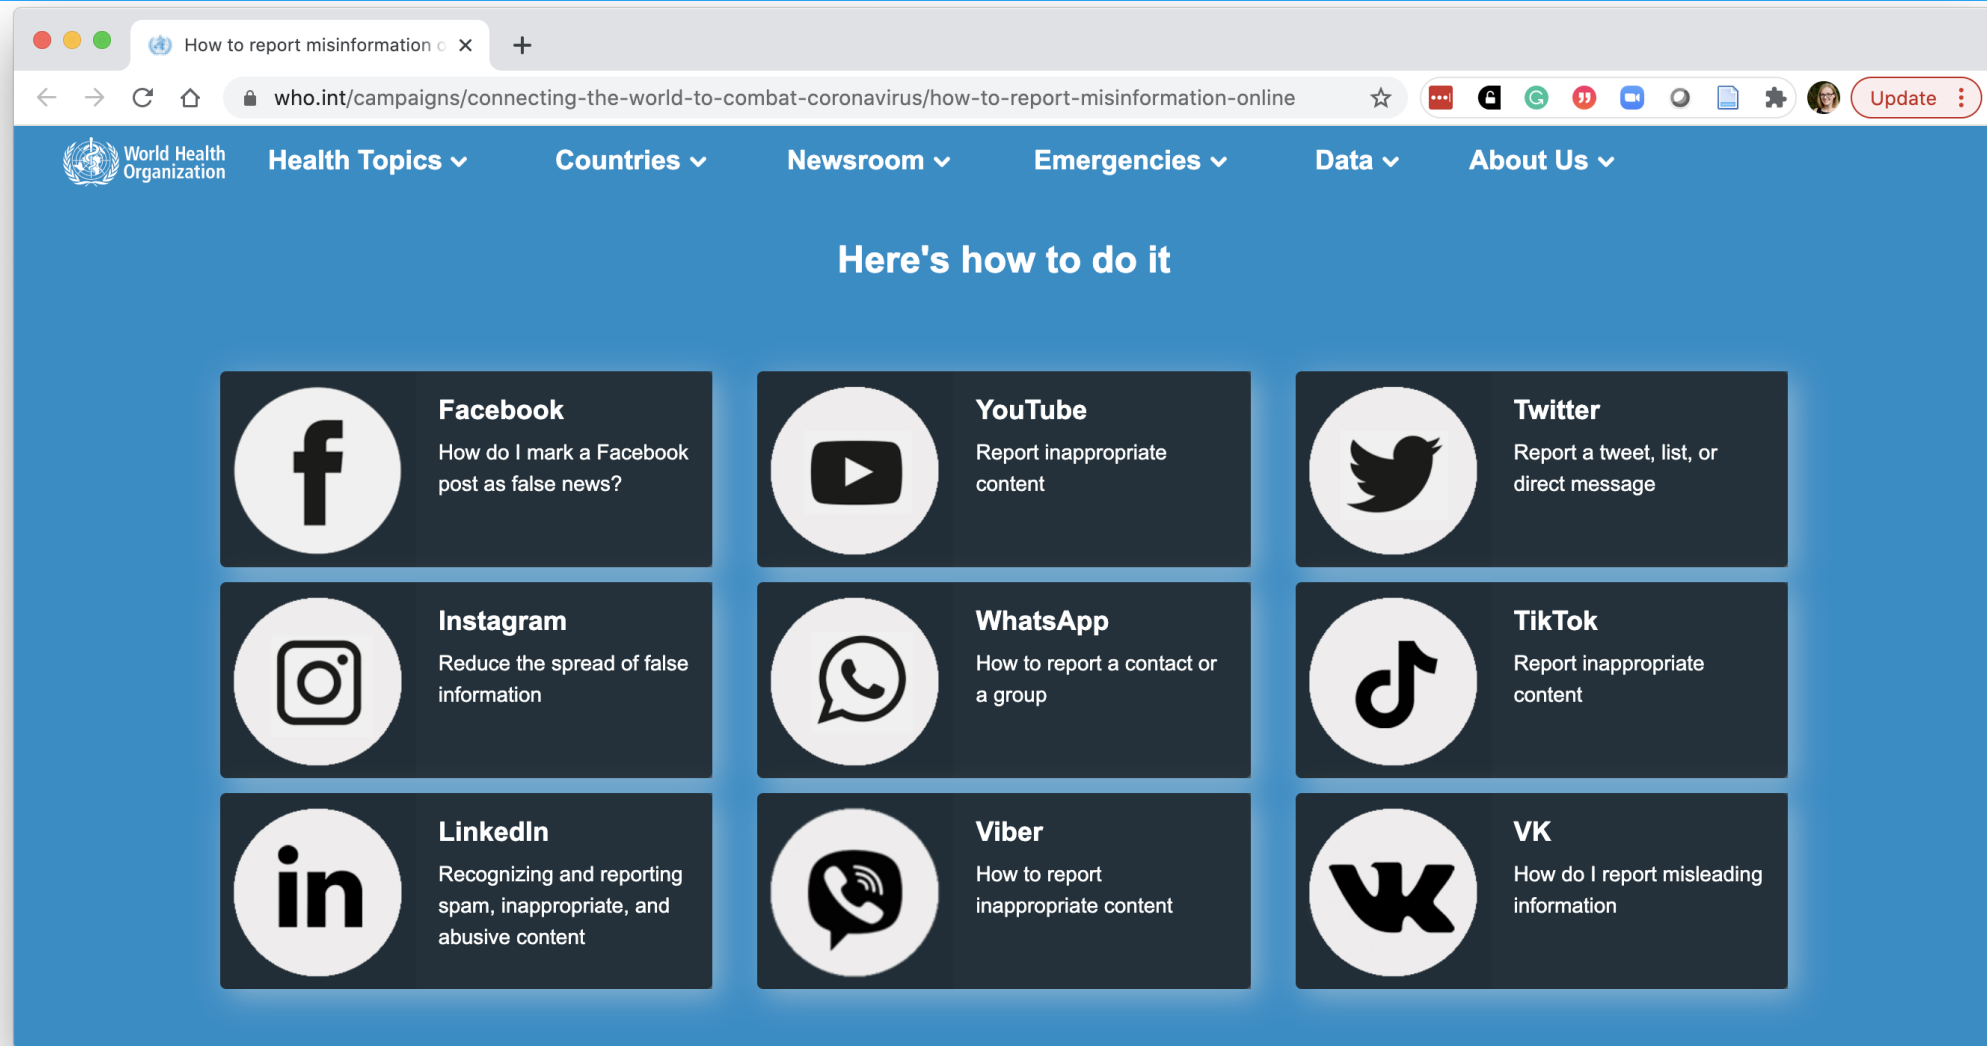 How to report misinformation o
who.int/campaigns/connecting-the-world-to-combat-coronavirus/how-to-report-misinformation-online
Update
World Health
Organization
Health Topics
Countries
Newsroom
Emergencies
Data
About Us
Here's how to do it
Facebook
How do I mark a Facebook
post as false news?
YouTube
Report inappropriate
content
Twitter
Report a tweet, list, or
direct message
Instagram
Reduce the spread of false
information
WhatsApp
How to report a contact or
a group
TikTok
Report inappropriate
content
LinkedIn
Recognizing and reporting
spam, inappropriate, and
abusive content
Viber
How to report
inappropriate content
VK
How do I report misleading
information